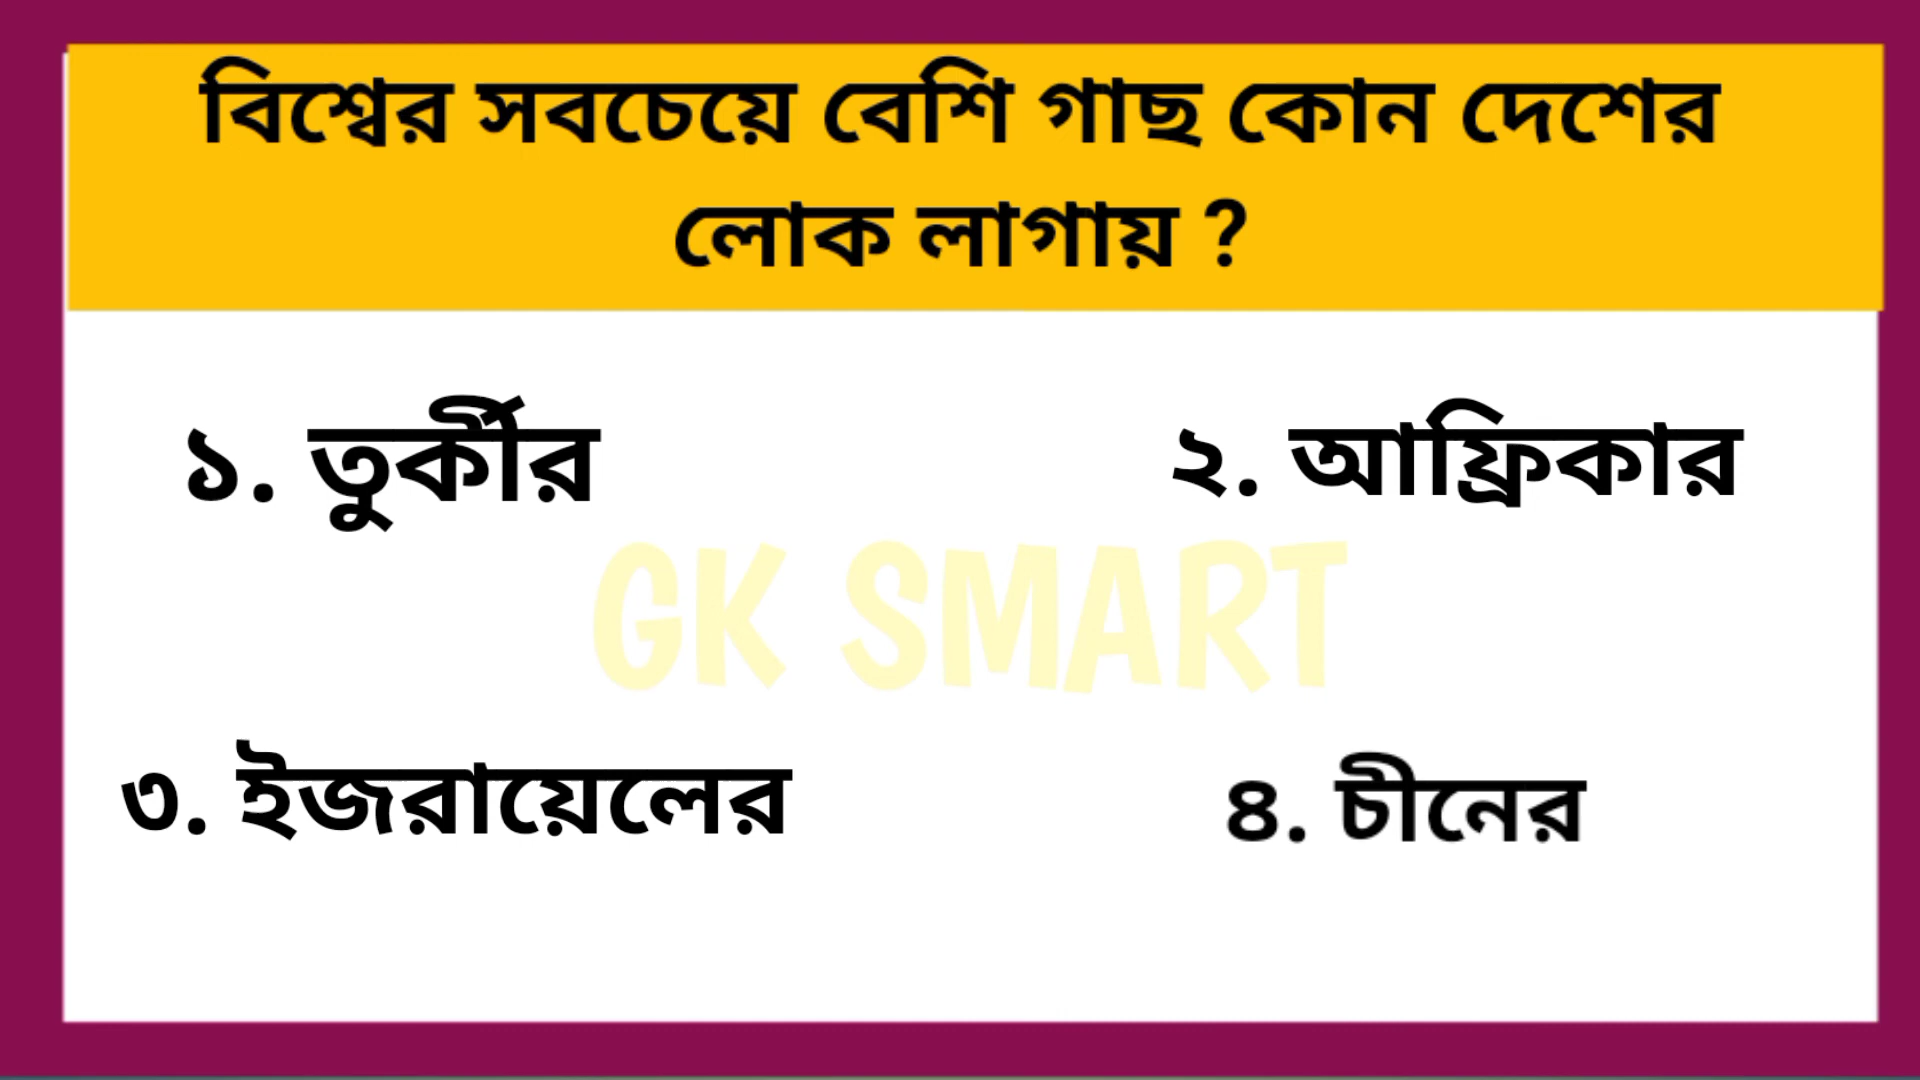 বিশ্বের সবচেয়ে বেশি গাছ কোন দেশের
লোক লাগায় ?
১. তুর্কীর
২. আফ্রিকার
GK SMART
৩. ইজরায়েলের
৪. চীনের